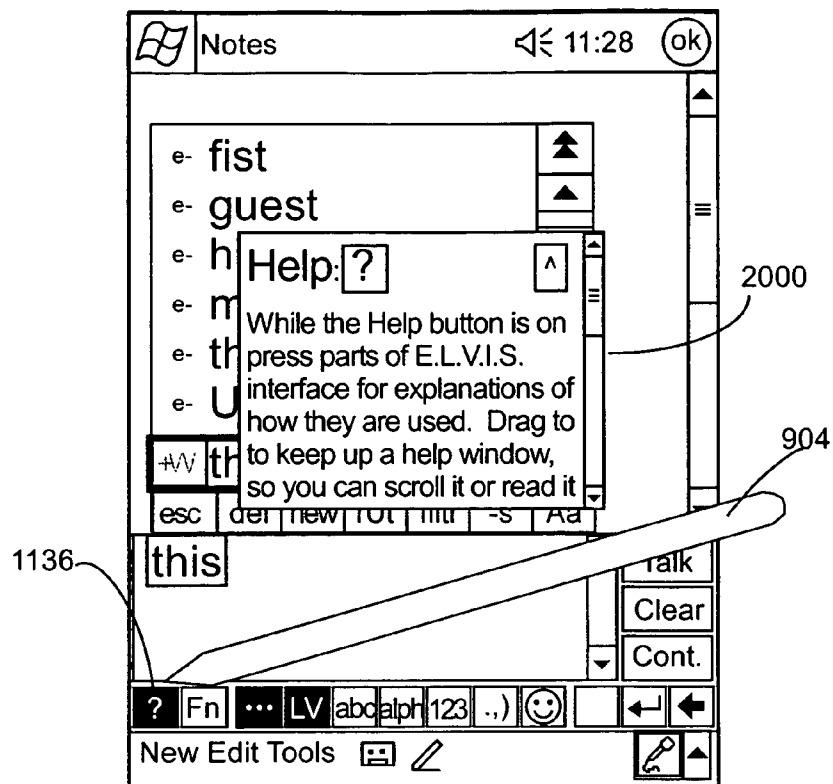 Notes 11:28 ok
e- fist
e- guest
e- h
e- m
e- th
e- U
th
Help: ? ^
While the Help button is on
press parts of E.L.V.I.S.
interface for explanations of
how they are used. Drag to
to keep up a help window,
so you can scroll it or read it
2000
904
esc def new -s Aa
this
Talk
Clear
Cont.
1136
? Fn ... LV abc alph 123 .,)
New Edit Tools